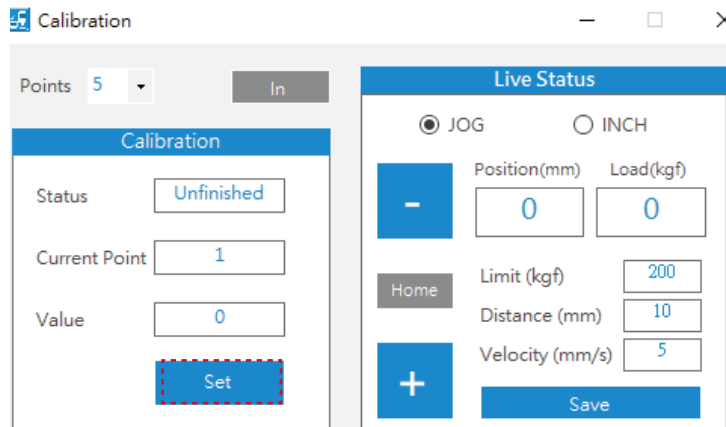 Calibration
Points 5 In
Calibration
Status Unfinished
Current Point 1
Value 0
Set
Live Status
JOG INCH
Position(mm) Load(kgf)
- 0 0
Home
Limit (kgf) 200
Distance (mm) 10
Velocity (mm/s) 5
+
Save